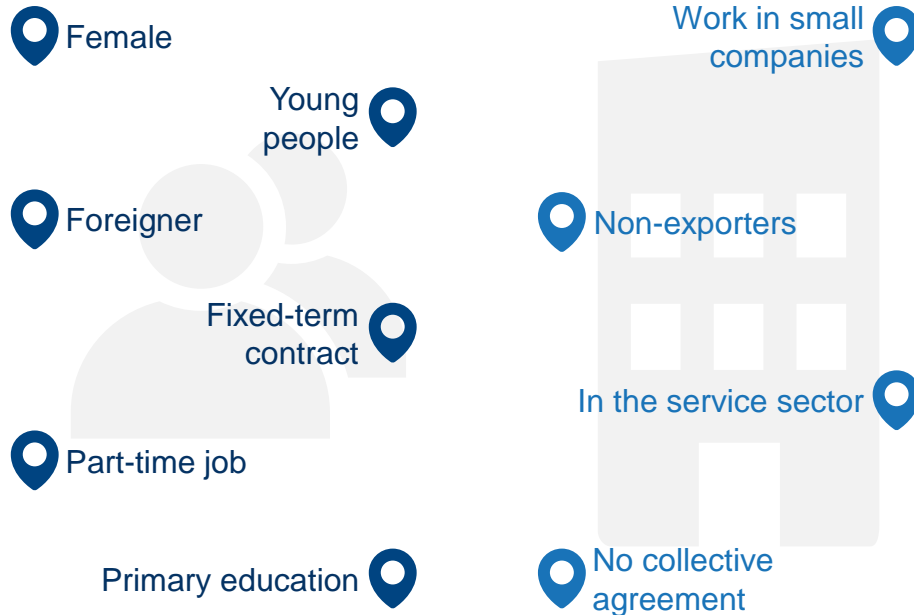 Female
Young
people
Foreigner
Fixed-term
contract
Part-time job
Primary education
Work in small
companies
Non-exporters
In the service sector
No collective
agreement